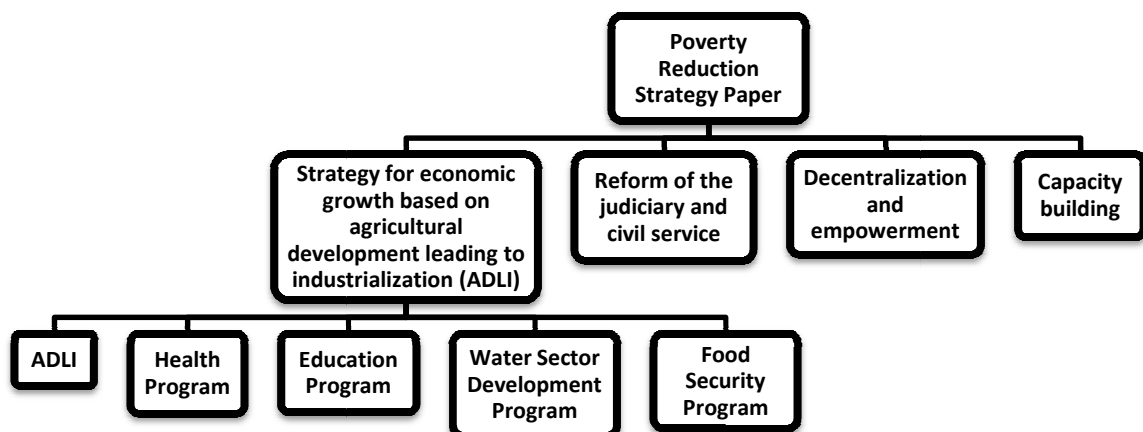 Poverty
Reduction
Strategy Paper
Strategy for economic
growth based on
agricultural
development leading to
industrialization (ADLI)
Reform of the
judiciary and
civil service
Decentralization
and
empowerment
Capacity
building
ADLI
Health
Program
Education
Program
Water Sector
Development
Program
Food
Security
Program